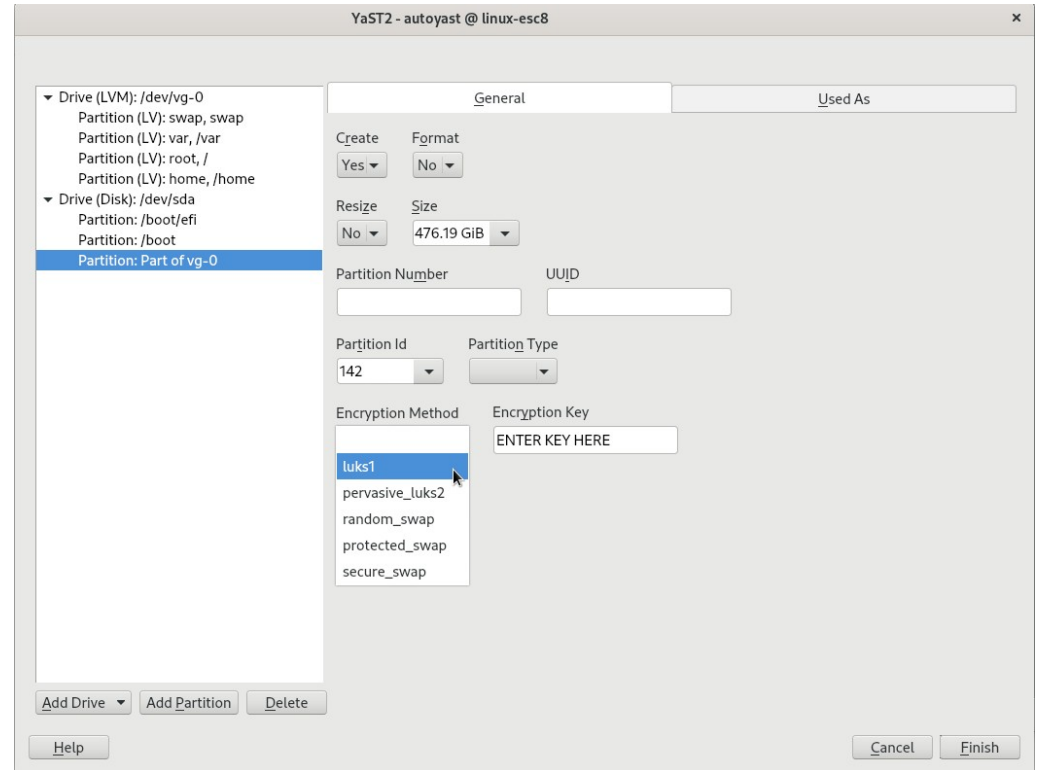 YaST2 - autoyast @ linux-esc8
Drive (LVM): /dev/vg-0
Partition (LV): swap, swap
Partition (LV): var, /var
Partition (LV): root, /
Partition (LV): home, /home
Drive (Disk): /dev/sda
Partition: /boot/efi
Partition: /boot
Partition: Part of vg-0
General
Used As
Create Format
Yes No
Resize Size
No 476.19 GiB
Partition Number UUID
Partition Id Partition Type
142
Encryption Method Encryption Key
ENTER KEY HERE
luks1
pervasive_luks2
random_swap
protected_swap
secure_swap
Add Drive Add Partition Delete
Help Cancel Finish